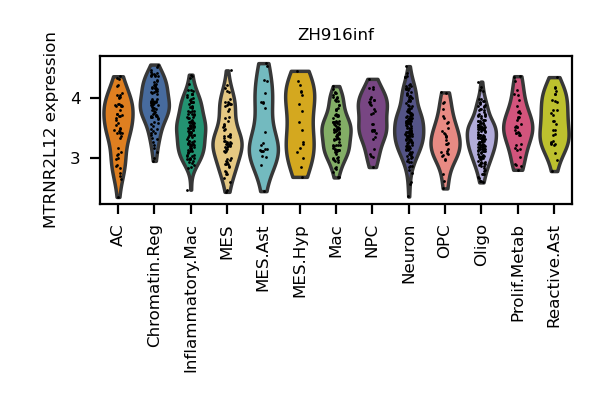 ZH916inf
MTRNR2L12 expression
4
3
AC
Chromatin.Reg
Inflammatory.Mac
MES
MES.Ast
MES.Hyp
Mac
NPC
Neuron
OPC
Oligo
Prolif.Metab
Reactive.Ast